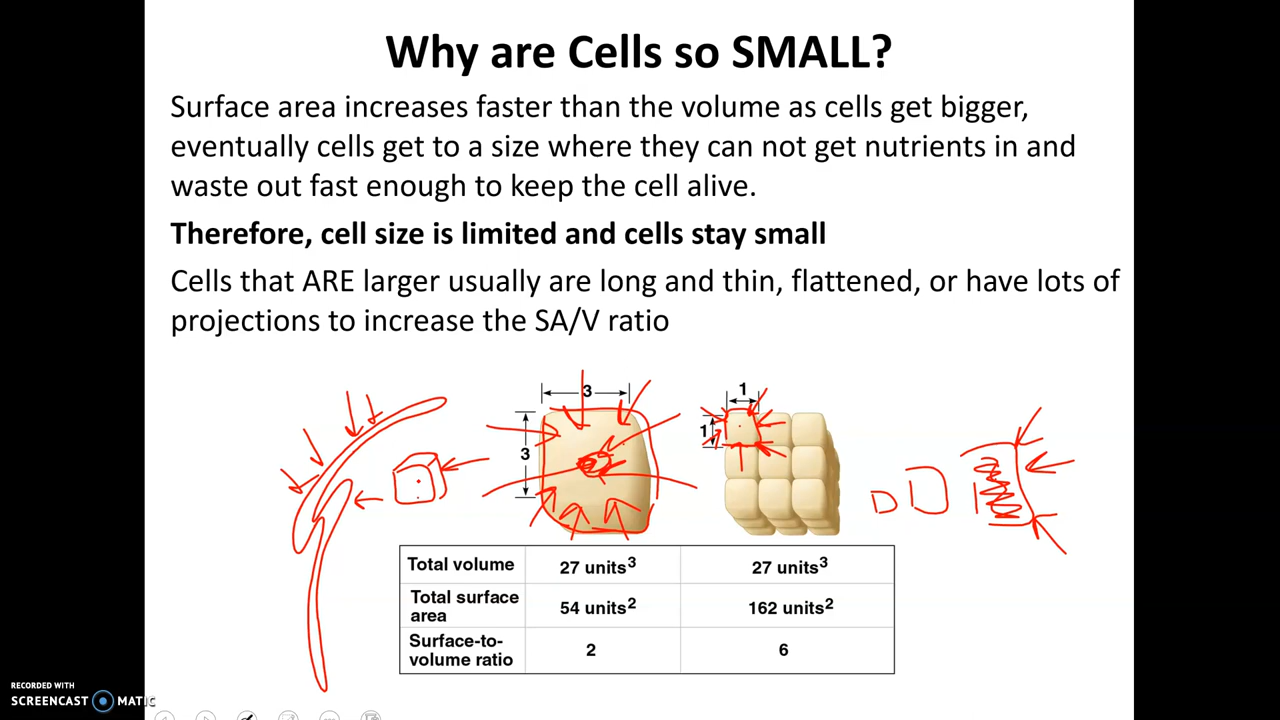 Why are Cells so SMALL?
Surface area increases faster than the volume as cells get bigger,
eventually cells get to a size where they can not get nutrients in and
waste out fast enough to keep the cell alive.
Therefore, cell size is limited and cells stay small
Cells that ARE larger usually are long and thin, flattened, or have lots of
projections to increase the SA/V ratio
3
1
3
1
Total volume 27 units³ 27 units³
Total surface area 54 units² 162 units²
Surface-to-volume ratio 2 6
RECORDED WITH
SCREENCAST MATIC